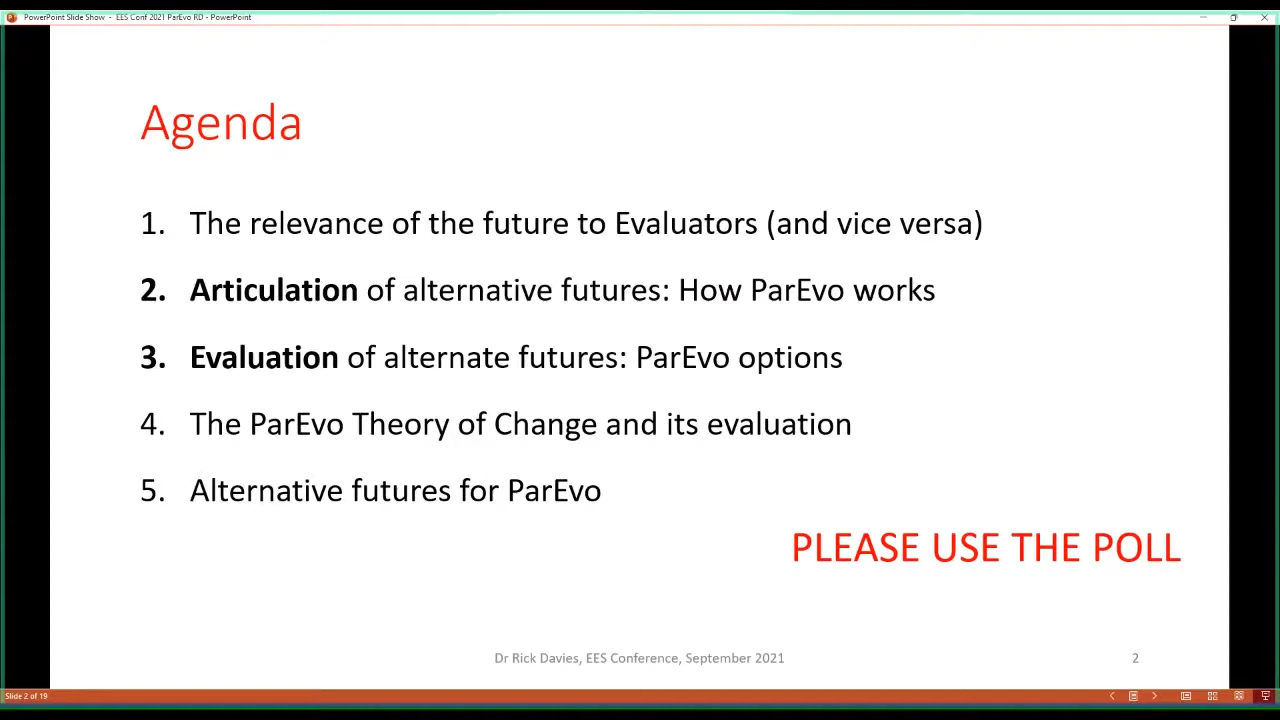 PowerPoint Slide Show - EES Conf 2021 ParEvo RD - PowerPoint
Agenda
1. The relevance of the future to Evaluators (and vice versa)
2. Articulation of alternative futures: How ParEvo works
3. Evaluation of alternate futures: ParEvo options
4. The ParEvo Theory of Change and its evaluation
5. Alternative futures for ParEvo
PLEASE USE THE POLL
Dr Rick Davies, EES Conference, September 2021 2
Slide 2 of 19